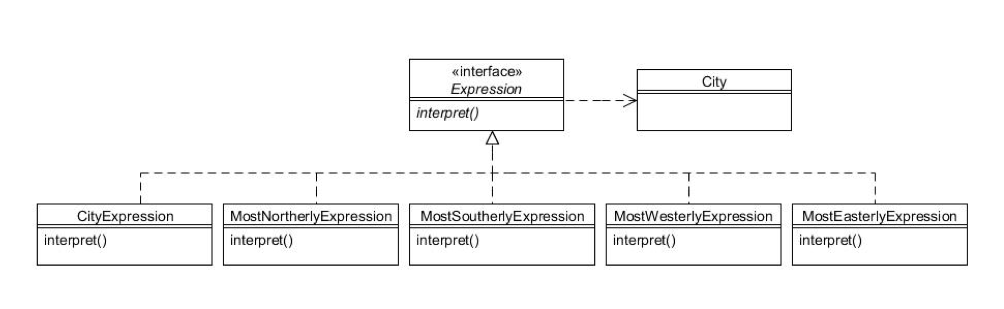 «interface»
Expression
interpret()
City
CityExpression
interpret()
MostNortherlyExpression
interpret()
MostSoutherlyExpression
interpret()
MostWesterlyExpression
interpret()
MostEasterlyExpression
interpret()